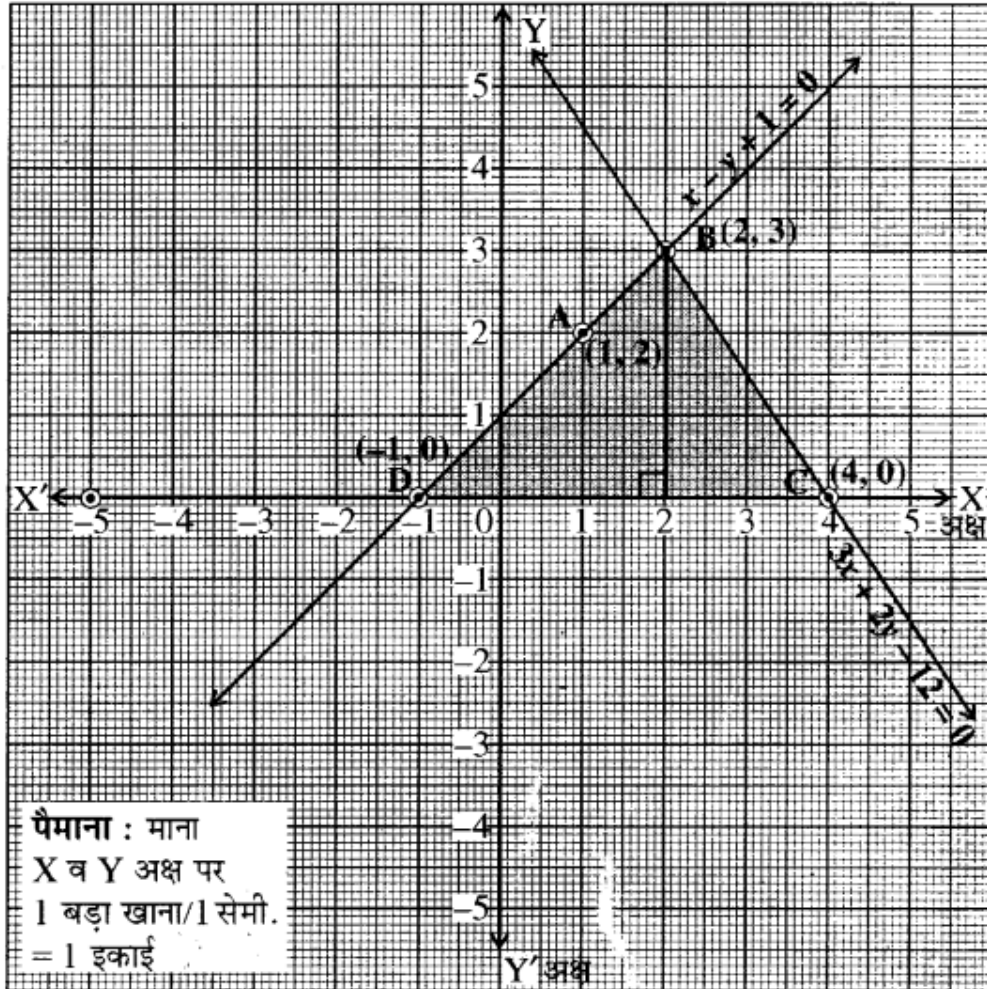 Y
5
x – y + 1 = 0
4
3
B (2, 3)
A
2
(1, 2)
1
(–1, 0)
D
C
(4, 0)
X′
–5
–4
–3
–2
–1
0
1
2
3
4
5
X
अक्ष
–1
3x + 2y – 12 = 0
–2
–3
–4
–5
Y′ अक्ष
पैमाना : माना
X व Y अक्ष पर
1 बड़ा खाना/1 सेमी.
= 1 इकाई